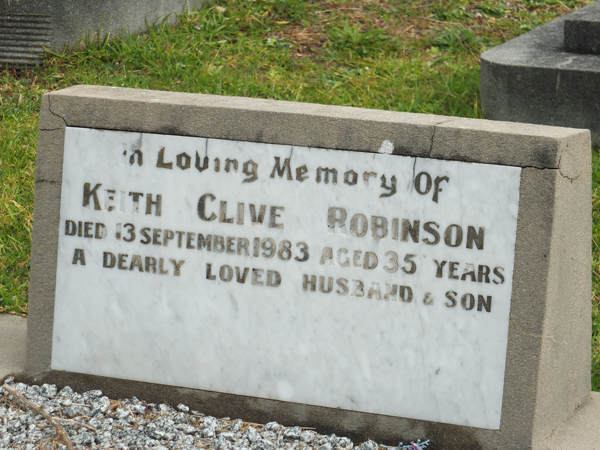 In Loving Memory Of
KEITH CLIVE ROBINSON
DIED 13 SEPTEMBER 1983 AGED 35 YEARS
A DEARLY LOVED HUSBAND & SON